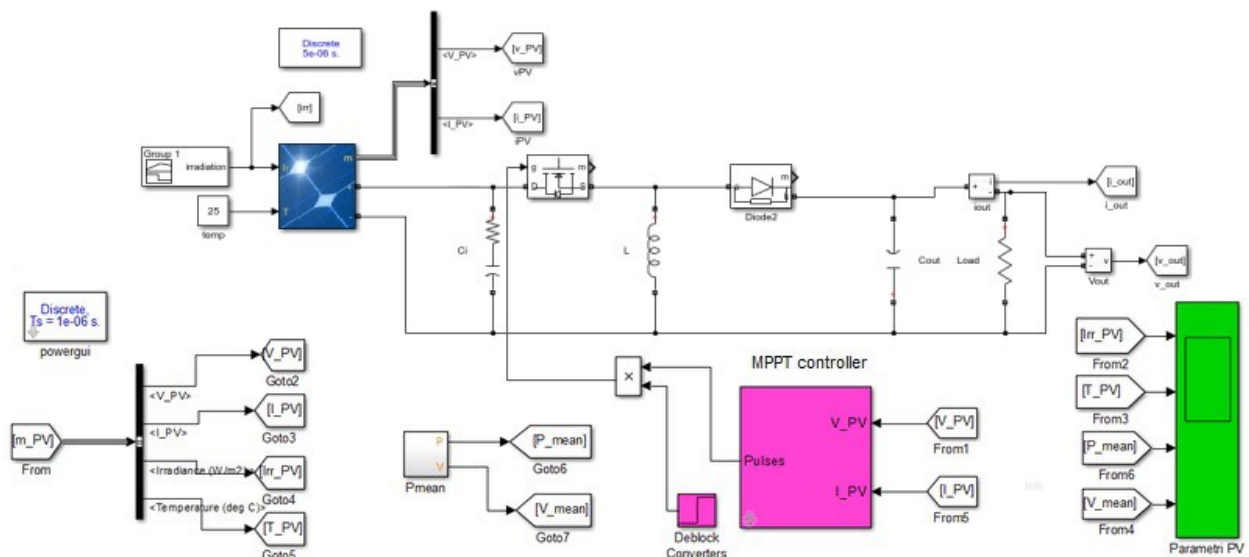 Discrete
5e-06 s.
<V_PV>
[v_PV]
vPV
[irr]
<I_PV>
[i_PV]
iPV
Group 1
irradiation
Ir
m
+
-
T
25
temp
g
m
D
S
Ci
L
a
m
k
Diode2
Cout
Load
+
i
-
iout
[i_out]
i_out
+
-
v
Vout
[v_out]
v_out
Discrete,
Ts = 1e-06 s.
powergui
[V_PV]
Goto2
<V_PV>
[I_PV]
Goto3
<I_PV>
[m_PV]
From
<Irradiance (W/m2)>
[Irr_PV]
Goto4
<Temperature (deg C)>
[T_PV]
Goto5
P
V
Pmean
[P_mean]
Goto6
[V_mean]
Goto7
×
Deblock
Converters
MPPT controller
V_PV
Pulses
I_PV
[V_PV]
From1
[I_PV]
From5
[Irr_PV]
From2
[T_PV]
From3
[P_mean]
From6
[V_mean]
From4
Parametri PV